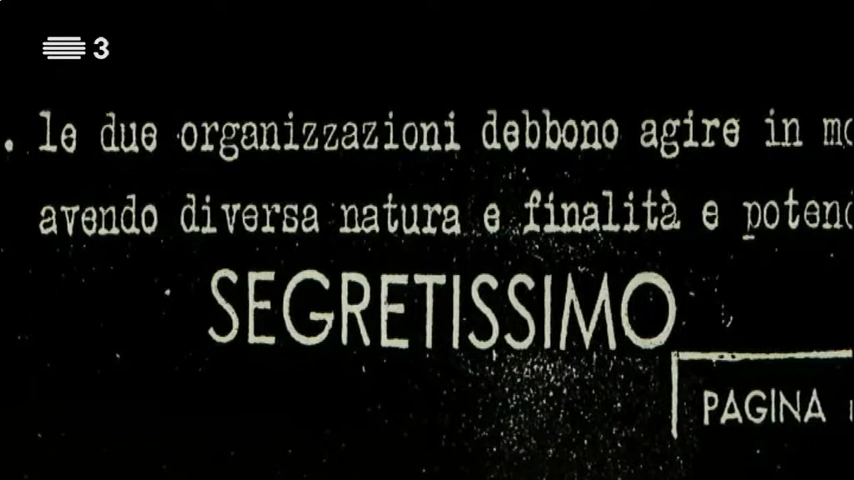 3
. le due organizzazioni debbono agire in
avendo diversa natura e finalità e
SEGRETISSIMO
PAGINA